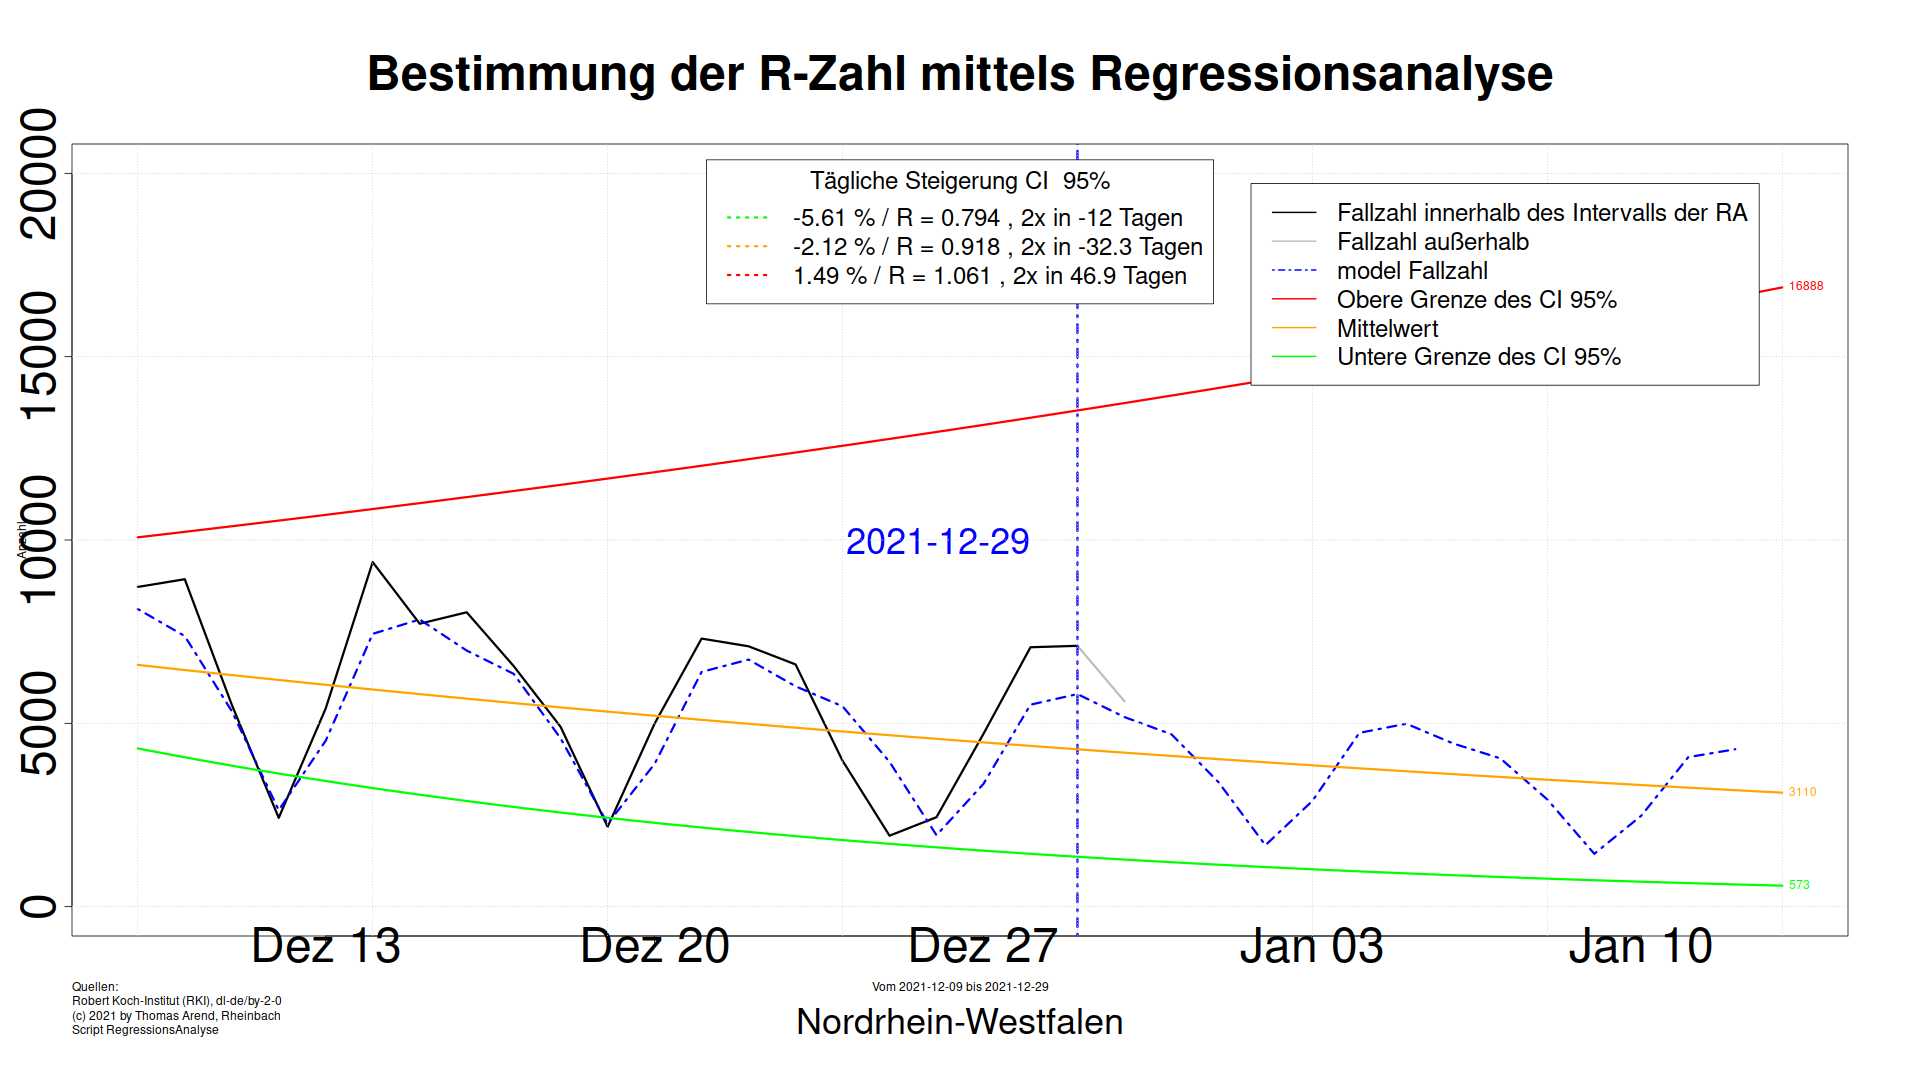 Bestimmung der R-Zahl mittels Regressionsanalyse
Tägliche Steigerung CI  95%
-5.61 % / R = 0.794 , 2x in -12 Tagen
-2.12 % / R = 0.918 , 2x in -32.3 Tagen
1.49 % / R = 1.061 , 2x in 46.9 Tagen
Fallzahl innerhalb des Intervalls der RA
Fallzahl außerhalb
model Fallzahl
Obere Grenze des CI 95%
Mittelwert
Untere Grenze des CI 95%
20000
15000
10000
5000
0
Anzahl
16888
2021-12-29
3110
573
Dez 13
Dez 20
Dez 27
Jan 03
Jan 10
Quellen:
Robert Koch-Institut (RKI), dl-de/by-2-0
(c) 2021 by Thomas Arend, Rheinbach
Script RegressionsAnalyse
Vom 2021-12-09 bis 2021-12-29
Nordrhein-Westfalen